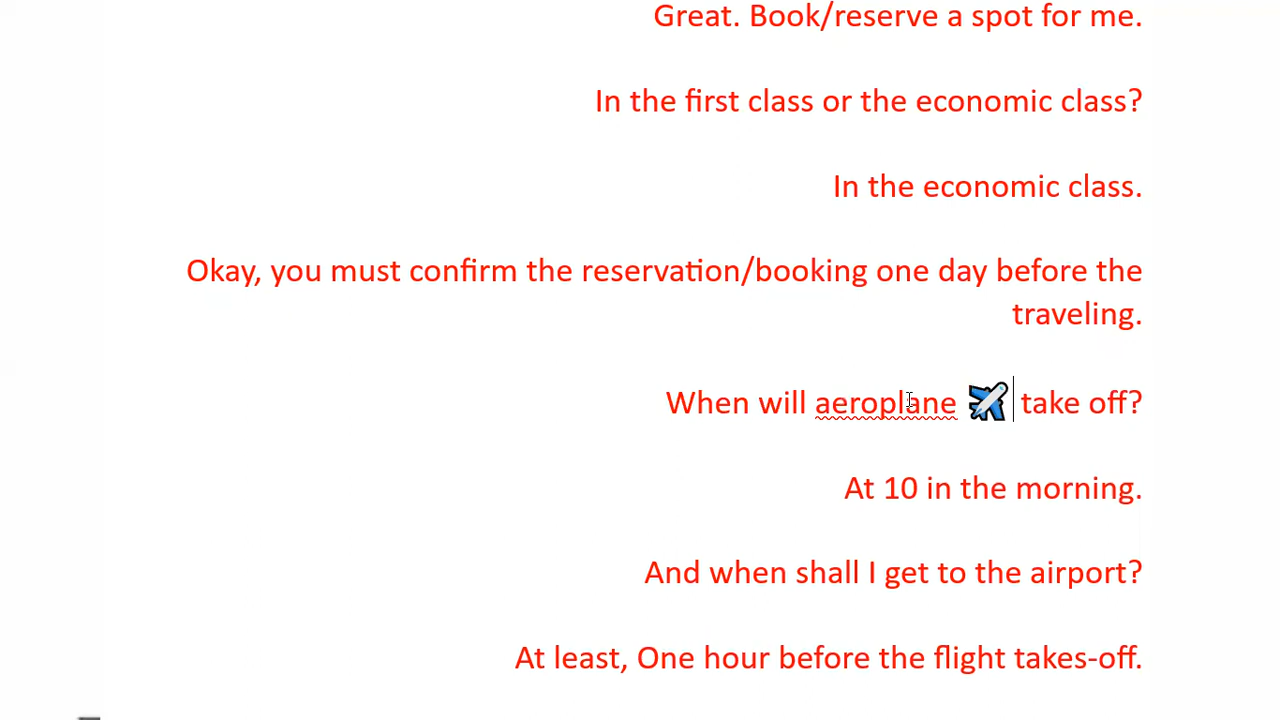 Great. Book/reserve a spot for me.
In the first class or the economic class?
In the economic class.
Okay, you must confirm the reservation/booking one day before the
traveling.
When will aeroplane ✈️ take off?
At 10 in the morning.
And when shall I get to the airport?
At least, One hour before the flight takes-off.